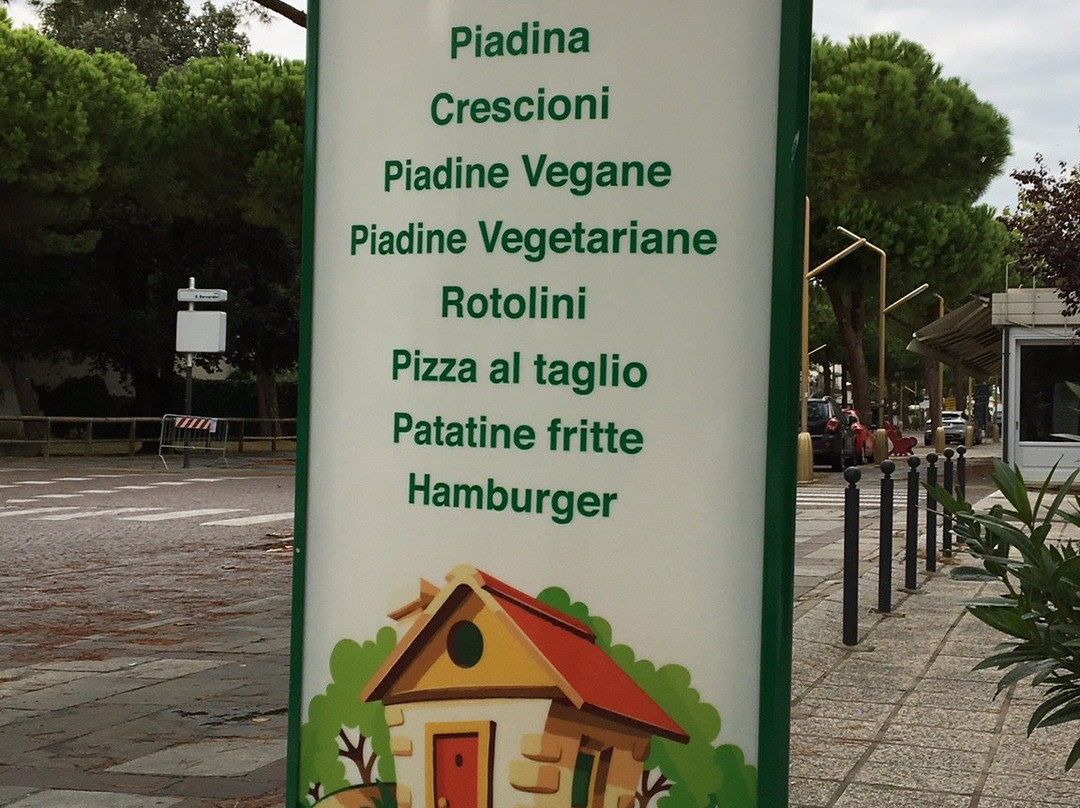 Piadina
Crescioni
Piadine Vegane
Piadine Vegetariane
Rotolini
Pizza al taglio
Patatine fritte
Hamburger